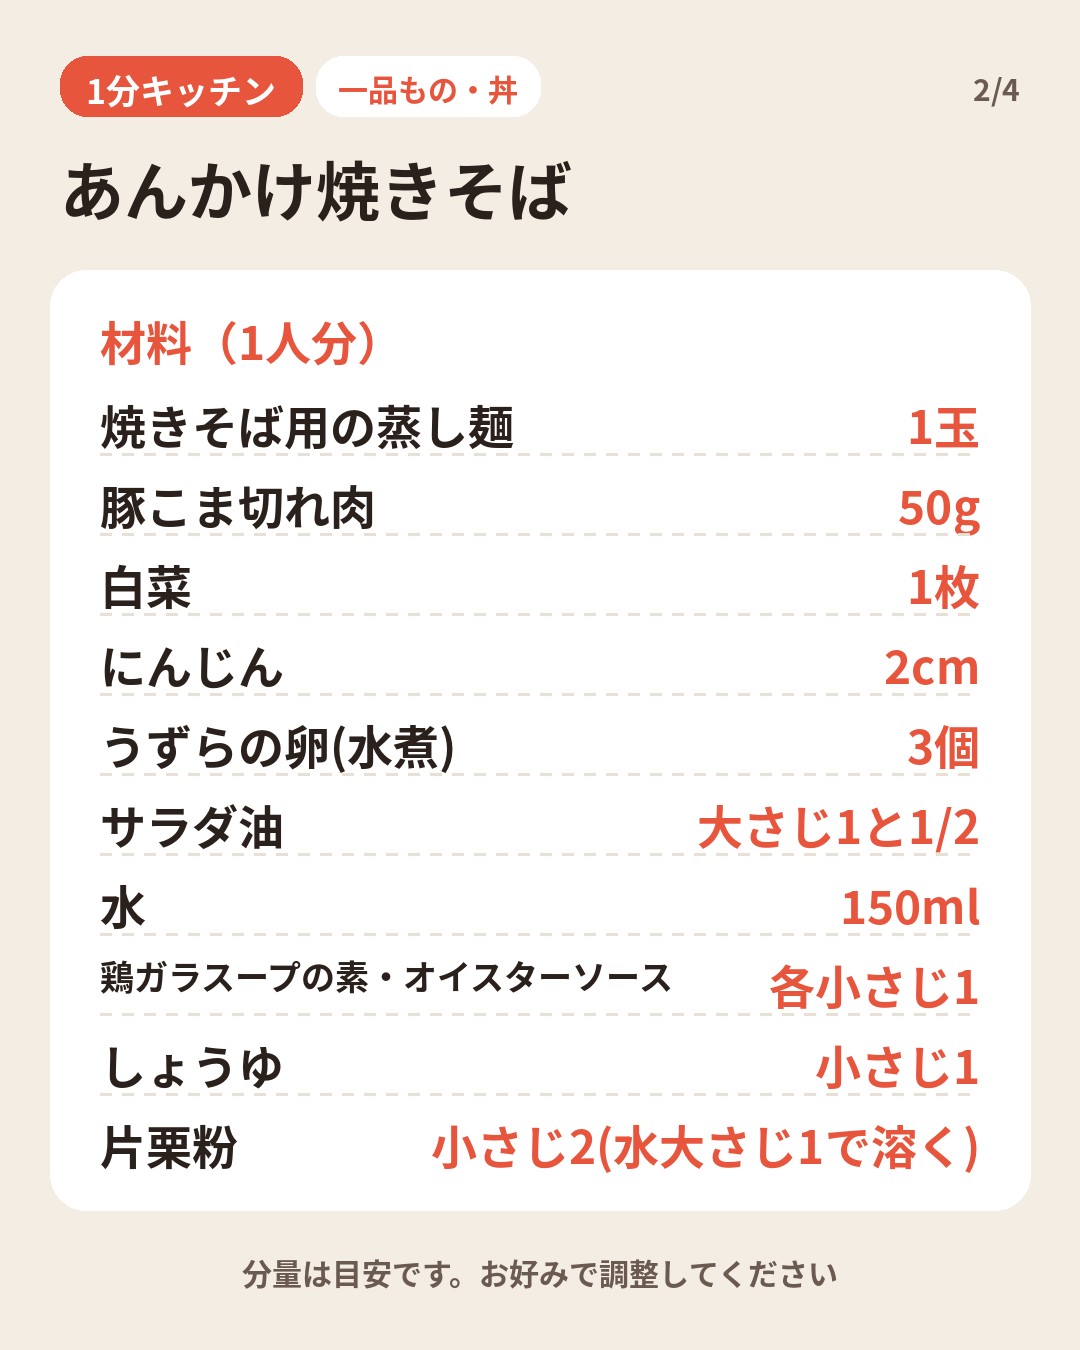 1分キッチン 一品もの・丼 2/4
あんかけ焼きそば
材料（1人分）
焼きそば用の蒸し麺 1玉
豚こま切れ肉 50g
白菜 1枚
にんじん 2cm
うずらの卵(水煮) 3個
サラダ油 大さじ1と1/2
水 150ml
鶏ガラスープの素・オイスターソース 各小さじ1
しょうゆ 小さじ1
片栗粉 小さじ2(水大さじ1で溶く)
分量は目安です。お好みで調整してください